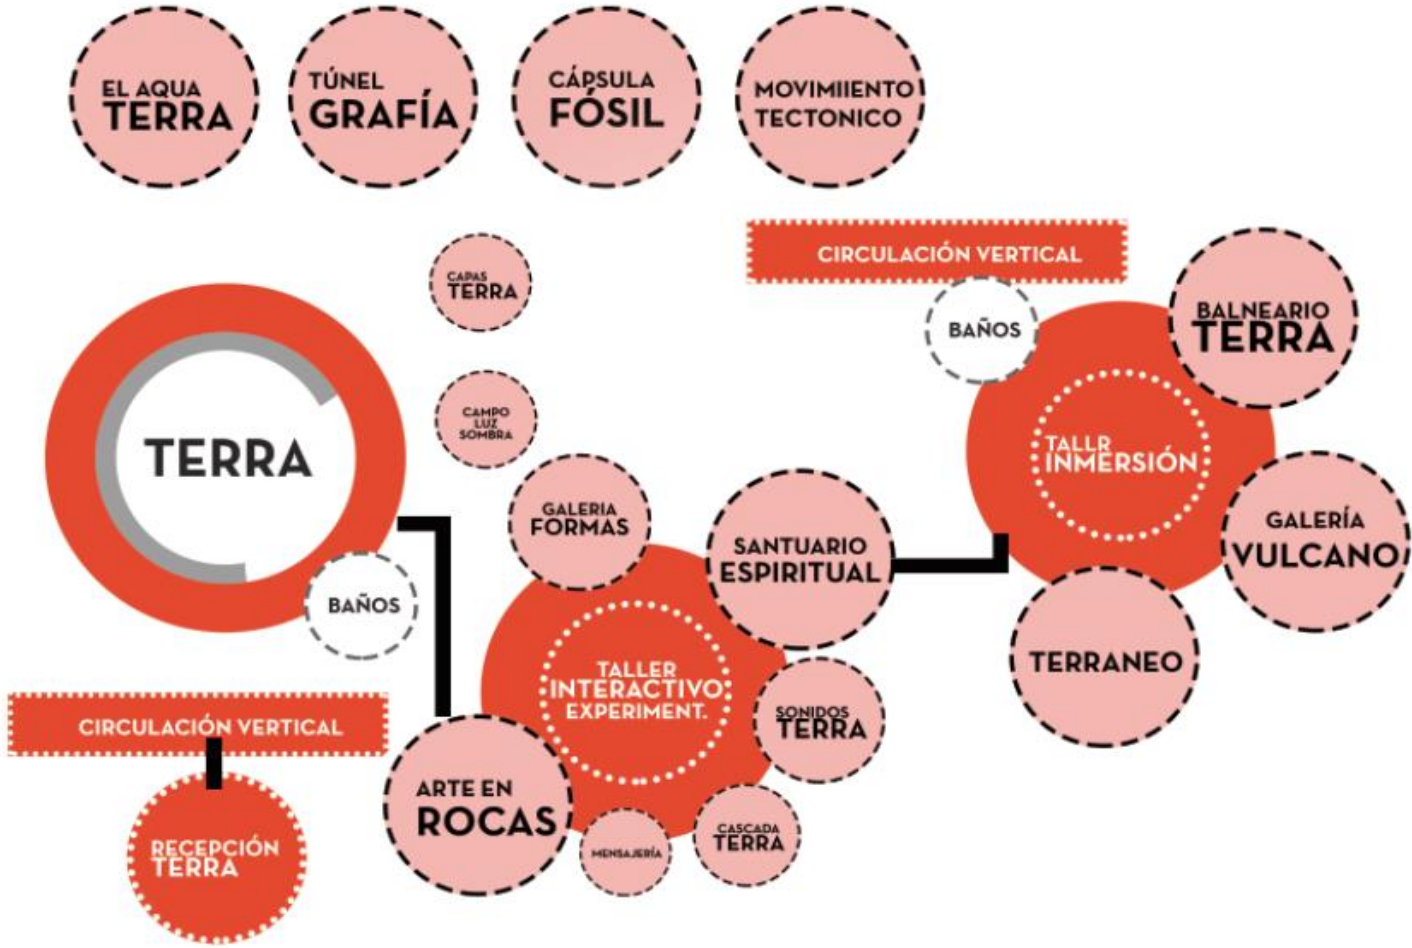 EL AQUA
TERRA
TÚNEL
GRAFÍA
CÁPSULA
FÓSIL
MOVIMIIENTO
TECTONICO
CAPAS
TERRA
CIRCULACIÓN VERTICAL
BAÑOS
BALNEARIO
TERRA
TERRA
CAMPO
LUZ
SOMBRA
TALLR
INMERSIÓN
GALERIA
FORMAS
SANTUARIO
ESPIRITUAL
GALERÍA
VULCANO
BAÑOS
TALLER
INTERACTIVO
EXPERIMENT.
TERRANEO
SONIDOS
TERRA
CIRCULACIÓN VERTICAL
ARTE EN
ROCAS
MENSAJERÍA
CASCADA
TERRA
RECEPCIÓN
TERRA